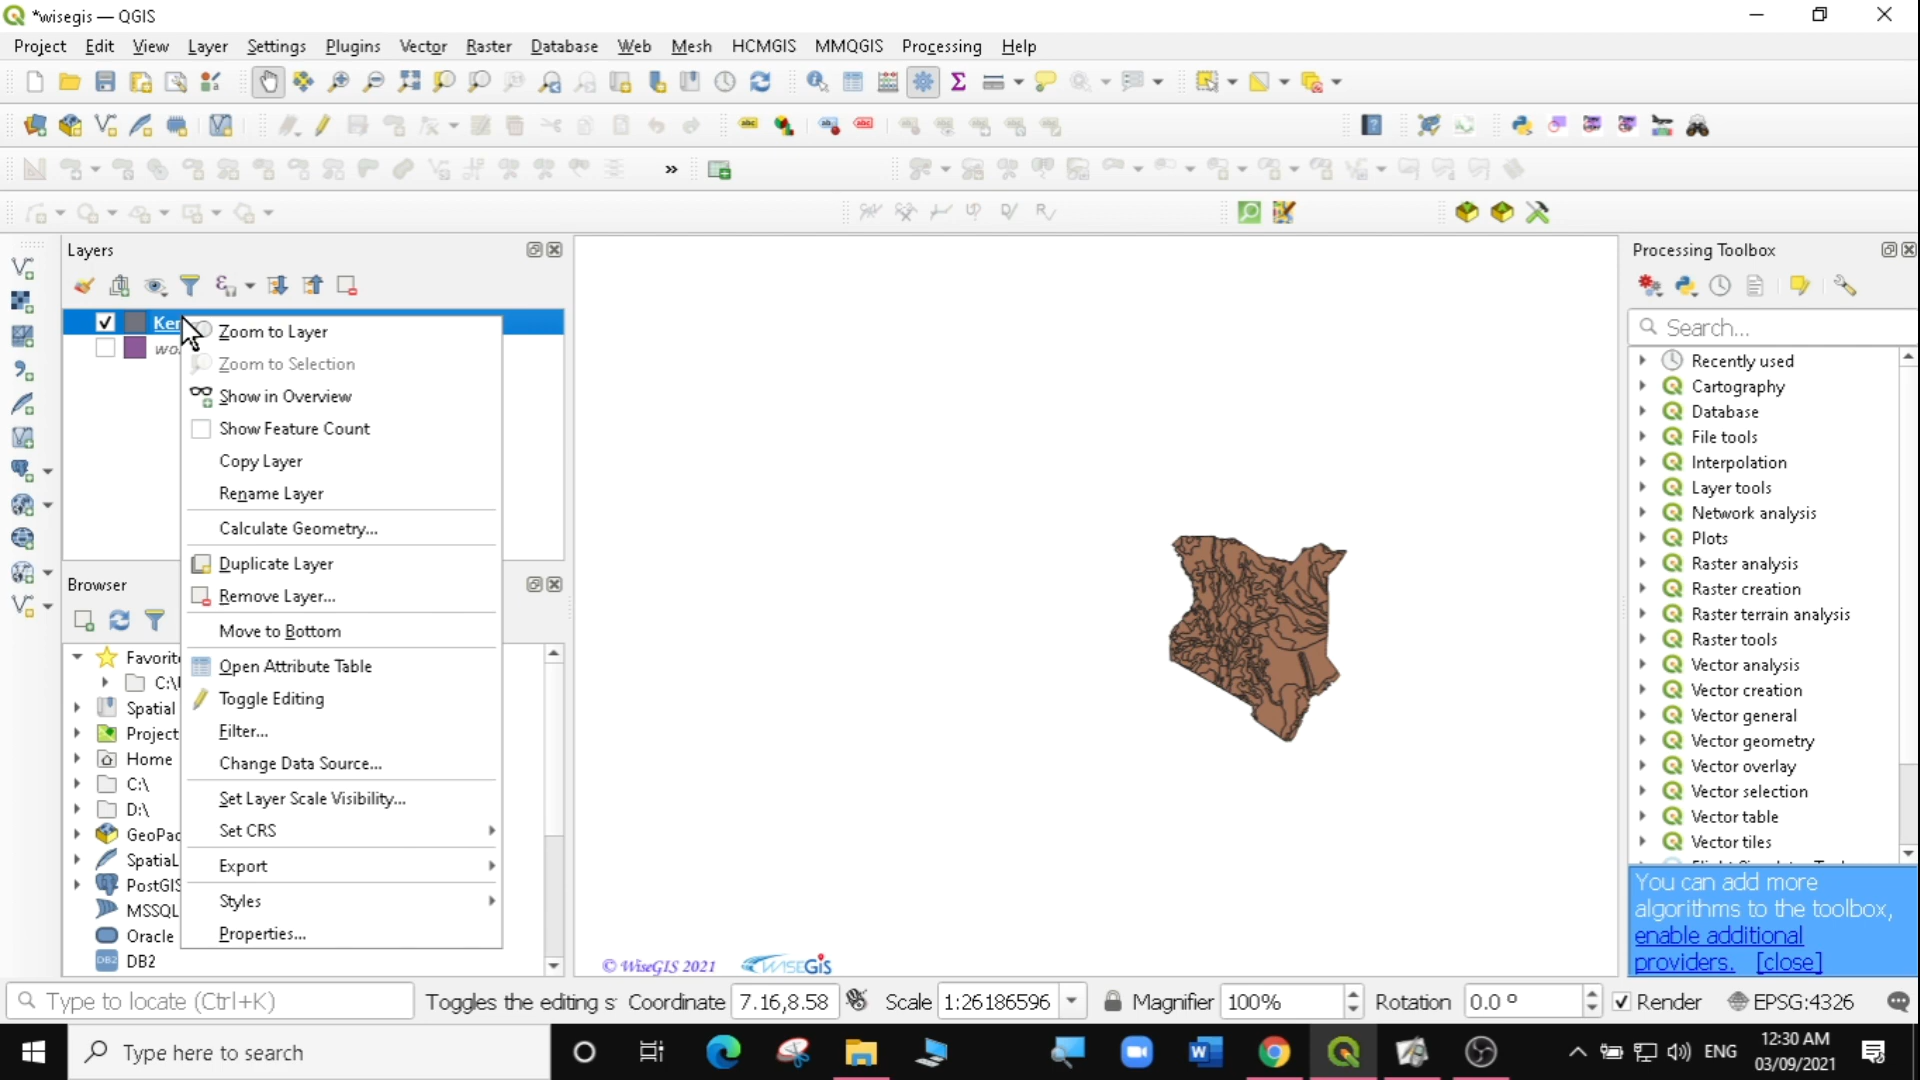 *wisegis — QGIS
Project Edit View Layer Settings Plugins Vector Raster Database Web Mesh HCMGIS MMQGIS Processing Help
Layers
Zoom to Layer
Zoom to Selection
Show in Overview
Show Feature Count
Copy Layer
Rename Layer
Calculate Geometry...
Duplicate Layer
Remove Layer...
Move to Bottom
Open Attribute Table
Toggle Editing
Filter...
Change Data Source...
Set Layer Scale Visibility...
Set CRS
Export
Styles
Properties...
Browser
C:\
Spatial
Project
Home
C:\
D:\
MSSQL
Oracle
DB2
© WiseGIS 2021
WISEGIS
Processing Toolbox
Search...
Recently used
Cartography
Database
File tools
Interpolation
Layer tools
Network analysis
Plots
Raster analysis
Raster creation
Raster terrain analysis
Raster tools
Vector analysis
Vector creation
Vector general
Vector geometry
Vector overlay
Vector selection
Vector table
Vector tiles
You can add more
algorithms to the toolbox,
enable additional
providers. [close]
Type to locate (Ctrl+K) Toggles the editing s Coordinate 7.16,8.58 Scale 1:26186596 Magnifier 100% Rotation 0.0 ° Render EPSG:4326
Type here to search
ENG
12:30 AM
03/09/2021